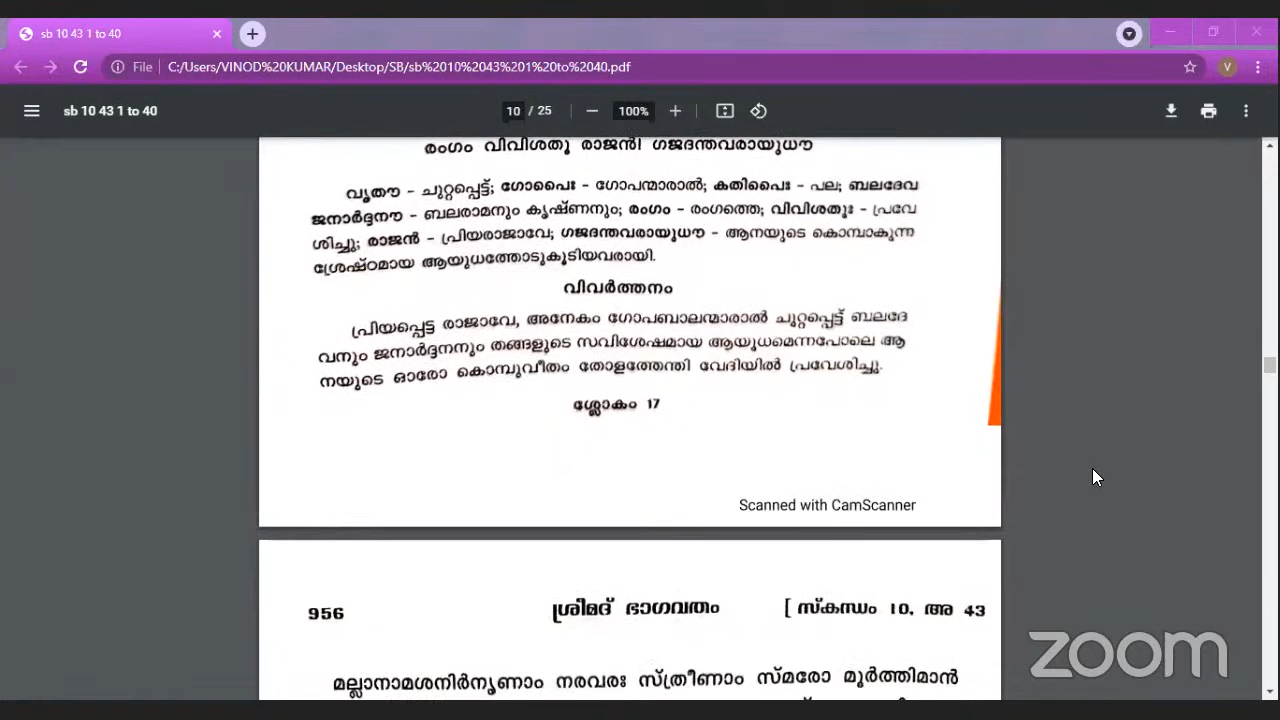 sb 10 43 1 to 40
V
File C:/Users/VINOD%20KUMAR/Desktop/SB/sb%2010%2043%201%20to%2040.pdf
sb 10 43 1 to 40
10 / 25
100%
രംഗം വിവിശതൂ രാജൻ! ഗജദന്തവരായുധൗ
വൃതൗ – ചുറ്റപ്പെട്ട്; ഗോപൈഃ – ഗോപന്മാരാൽ; കതിപൈഃ – പല; ബലദേവ
ജനാർദ്ദനൗ – ബലരാമനും കൃഷ്ണനും; രംഗം – രംഗത്തെ; വിവിശതൂഃ – പ്രവേ
ശിച്ചു; രാജൻ – പ്രിയരാജാവേ; ഗജദന്തവരായുധൗ – ആനയുടെ കൊമ്പാകുന്ന
ശ്രേഷ്ഠമായ ആയുധത്തോടുകൂടിയവരായി.
വിവർത്തനം
പ്രിയപ്പെട്ട രാജാവേ, അനേകം ഗോപബാലന്മാരാൽ ചുറ്റപ്പെട്ട് ബലദേ
വനും ജനാർദ്ദനനും തങ്ങളുടെ സവിശേഷമായ ആയുധമെന്നപോലെ ആ
നയുടെ ഓരോ കൊമ്പുവീതം തോളത്തേന്തി വേദിയിൽ പ്രവേശിച്ചു.
ശ്ലോകം 17
Scanned with CamScanner
956 ശ്രീമദ് ഭാഗവതം [ സ്കന്ധം 10, അ 43
മല്ലാനാമശനിർനൃണാം നരവരഃ സ്ത്രീണാം സ്മരോ മൂർത്തിമാൻ
zoom